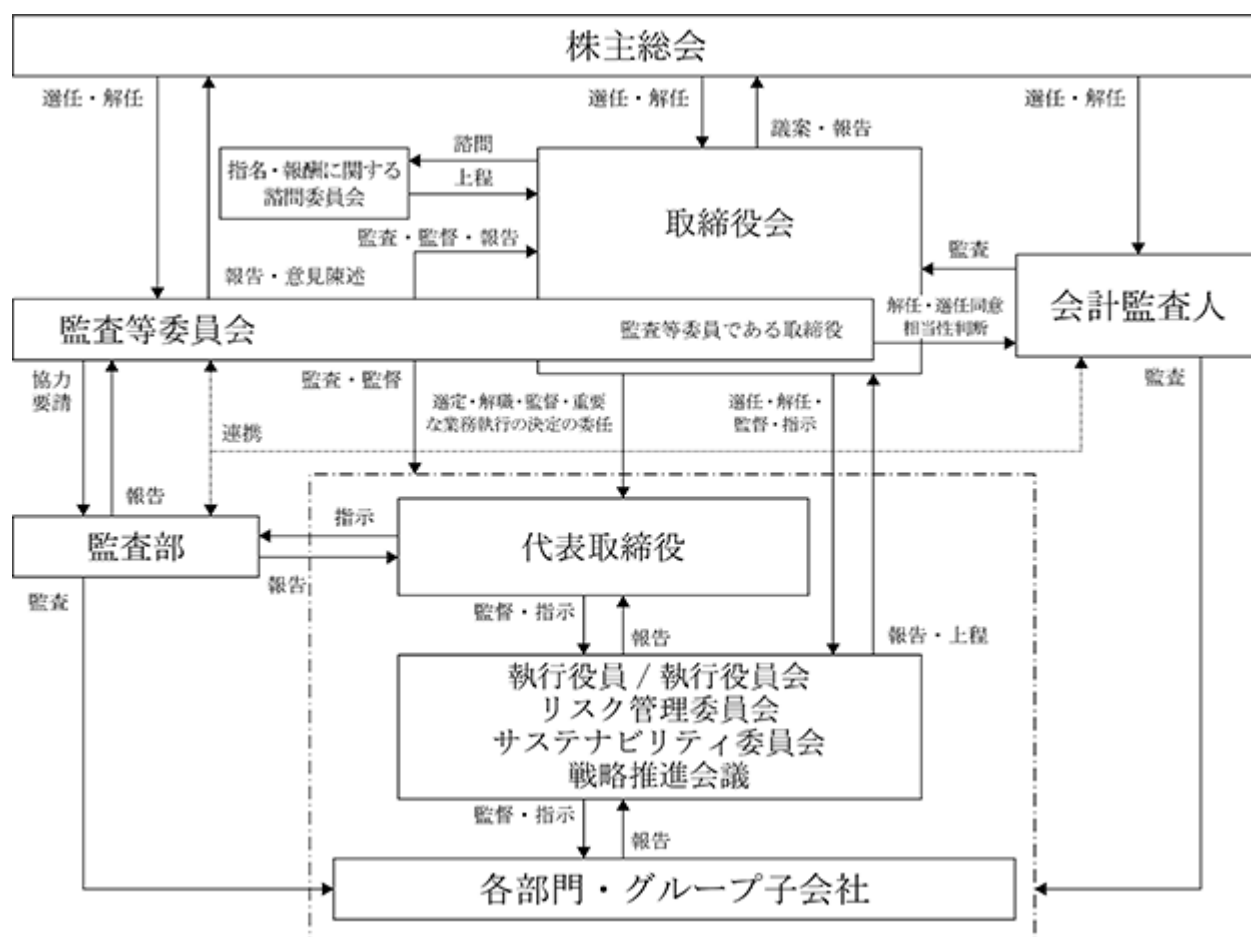 株主総会
選任・解任
選任・解任
選任・解任
議案・報告
諮問
指名・報酬に関する
諮問委員会
上程
取締役会
監査・監督・報告
監査
報告・意見陳述
会計監査人
監査等委員会
監査等委員である取締役
解任・選任同意
相当性判断
協力
要請
監査・監督
監査
選定・解職・監督・重要
な業務執行の決定の委任
選任・解任・
監督・指示
連携
報告
指示
監査部
代表取締役
報告
監査
監督・指示
報告
報告・上程
執行役員 / 執行役員会
リスク管理委員会
サステナビリティ委員会
戦略推進会議
監督・指示
報告
各部門・グループ子会社